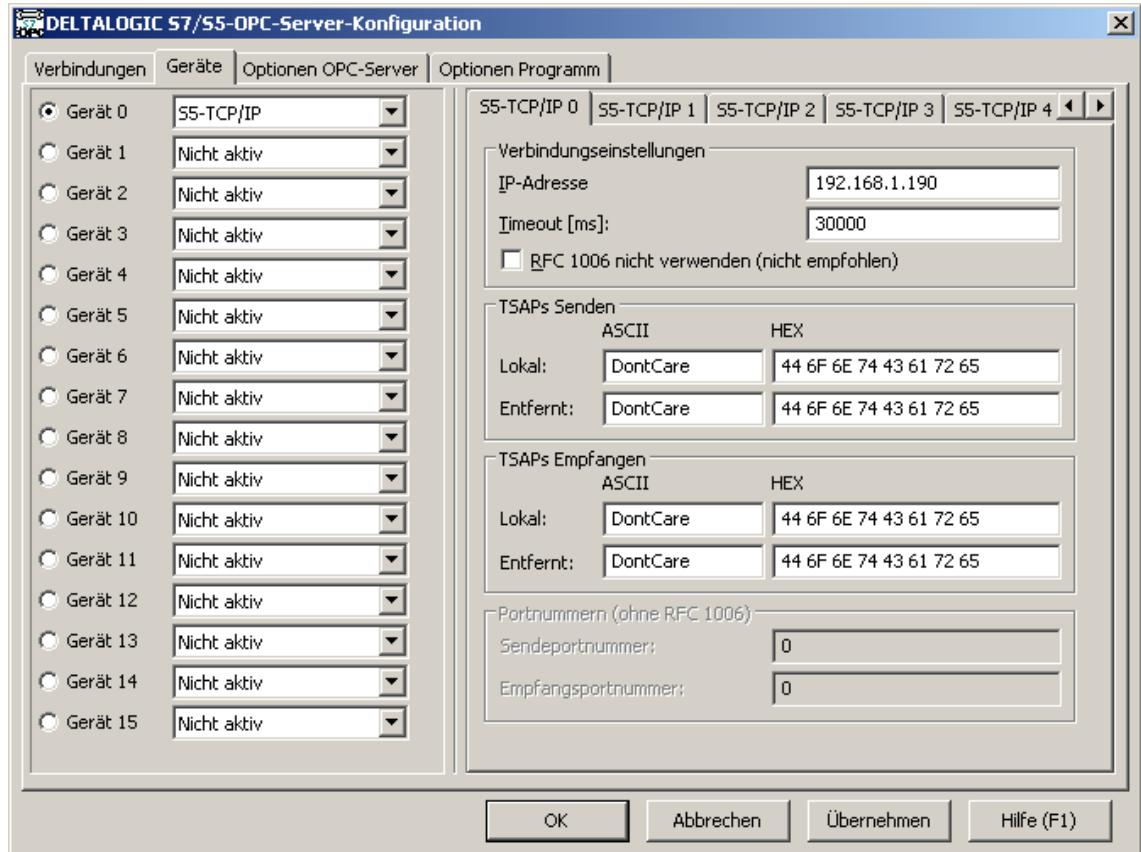 DELTALOGIC S7/S5-OPC-Server-Konfiguration
Verbindungen Geräte Optionen OPC-Server Optionen Programm
Gerät 0 S5-TCP/IP
Gerät 1 Nicht aktiv
Gerät 2 Nicht aktiv
Gerät 3 Nicht aktiv
Gerät 4 Nicht aktiv
Gerät 5 Nicht aktiv
Gerät 6 Nicht aktiv
Gerät 7 Nicht aktiv
Gerät 8 Nicht aktiv
Gerät 9 Nicht aktiv
Gerät 10 Nicht aktiv
Gerät 11 Nicht aktiv
Gerät 12 Nicht aktiv
Gerät 13 Nicht aktiv
Gerät 14 Nicht aktiv
Gerät 15 Nicht aktiv
S5-TCP/IP 0 S5-TCP/IP 1 S5-TCP/IP 2 S5-TCP/IP 3 S5-TCP/IP 4
Verbindungseinstellungen
IP-Adresse 192.168.1.190
Timeout [ms]: 30000
RFC 1006 nicht verwenden (nicht empfohlen)
TSAPs Senden
ASCII HEX
Lokal: DontCare 44 6F 6E 74 43 61 72 65
Entfernt: DontCare 44 6F 6E 74 43 61 72 65
TSAPs Empfangen
ASCII HEX
Lokal: DontCare 44 6F 6E 74 43 61 72 65
Entfernt: DontCare 44 6F 6E 74 43 61 72 65
Portnummern (ohne RFC 1006)
Sendeportnummer: 0
Empfangsportnummer: 0
OK Abbrechen Übernehmen Hilfe (F1)